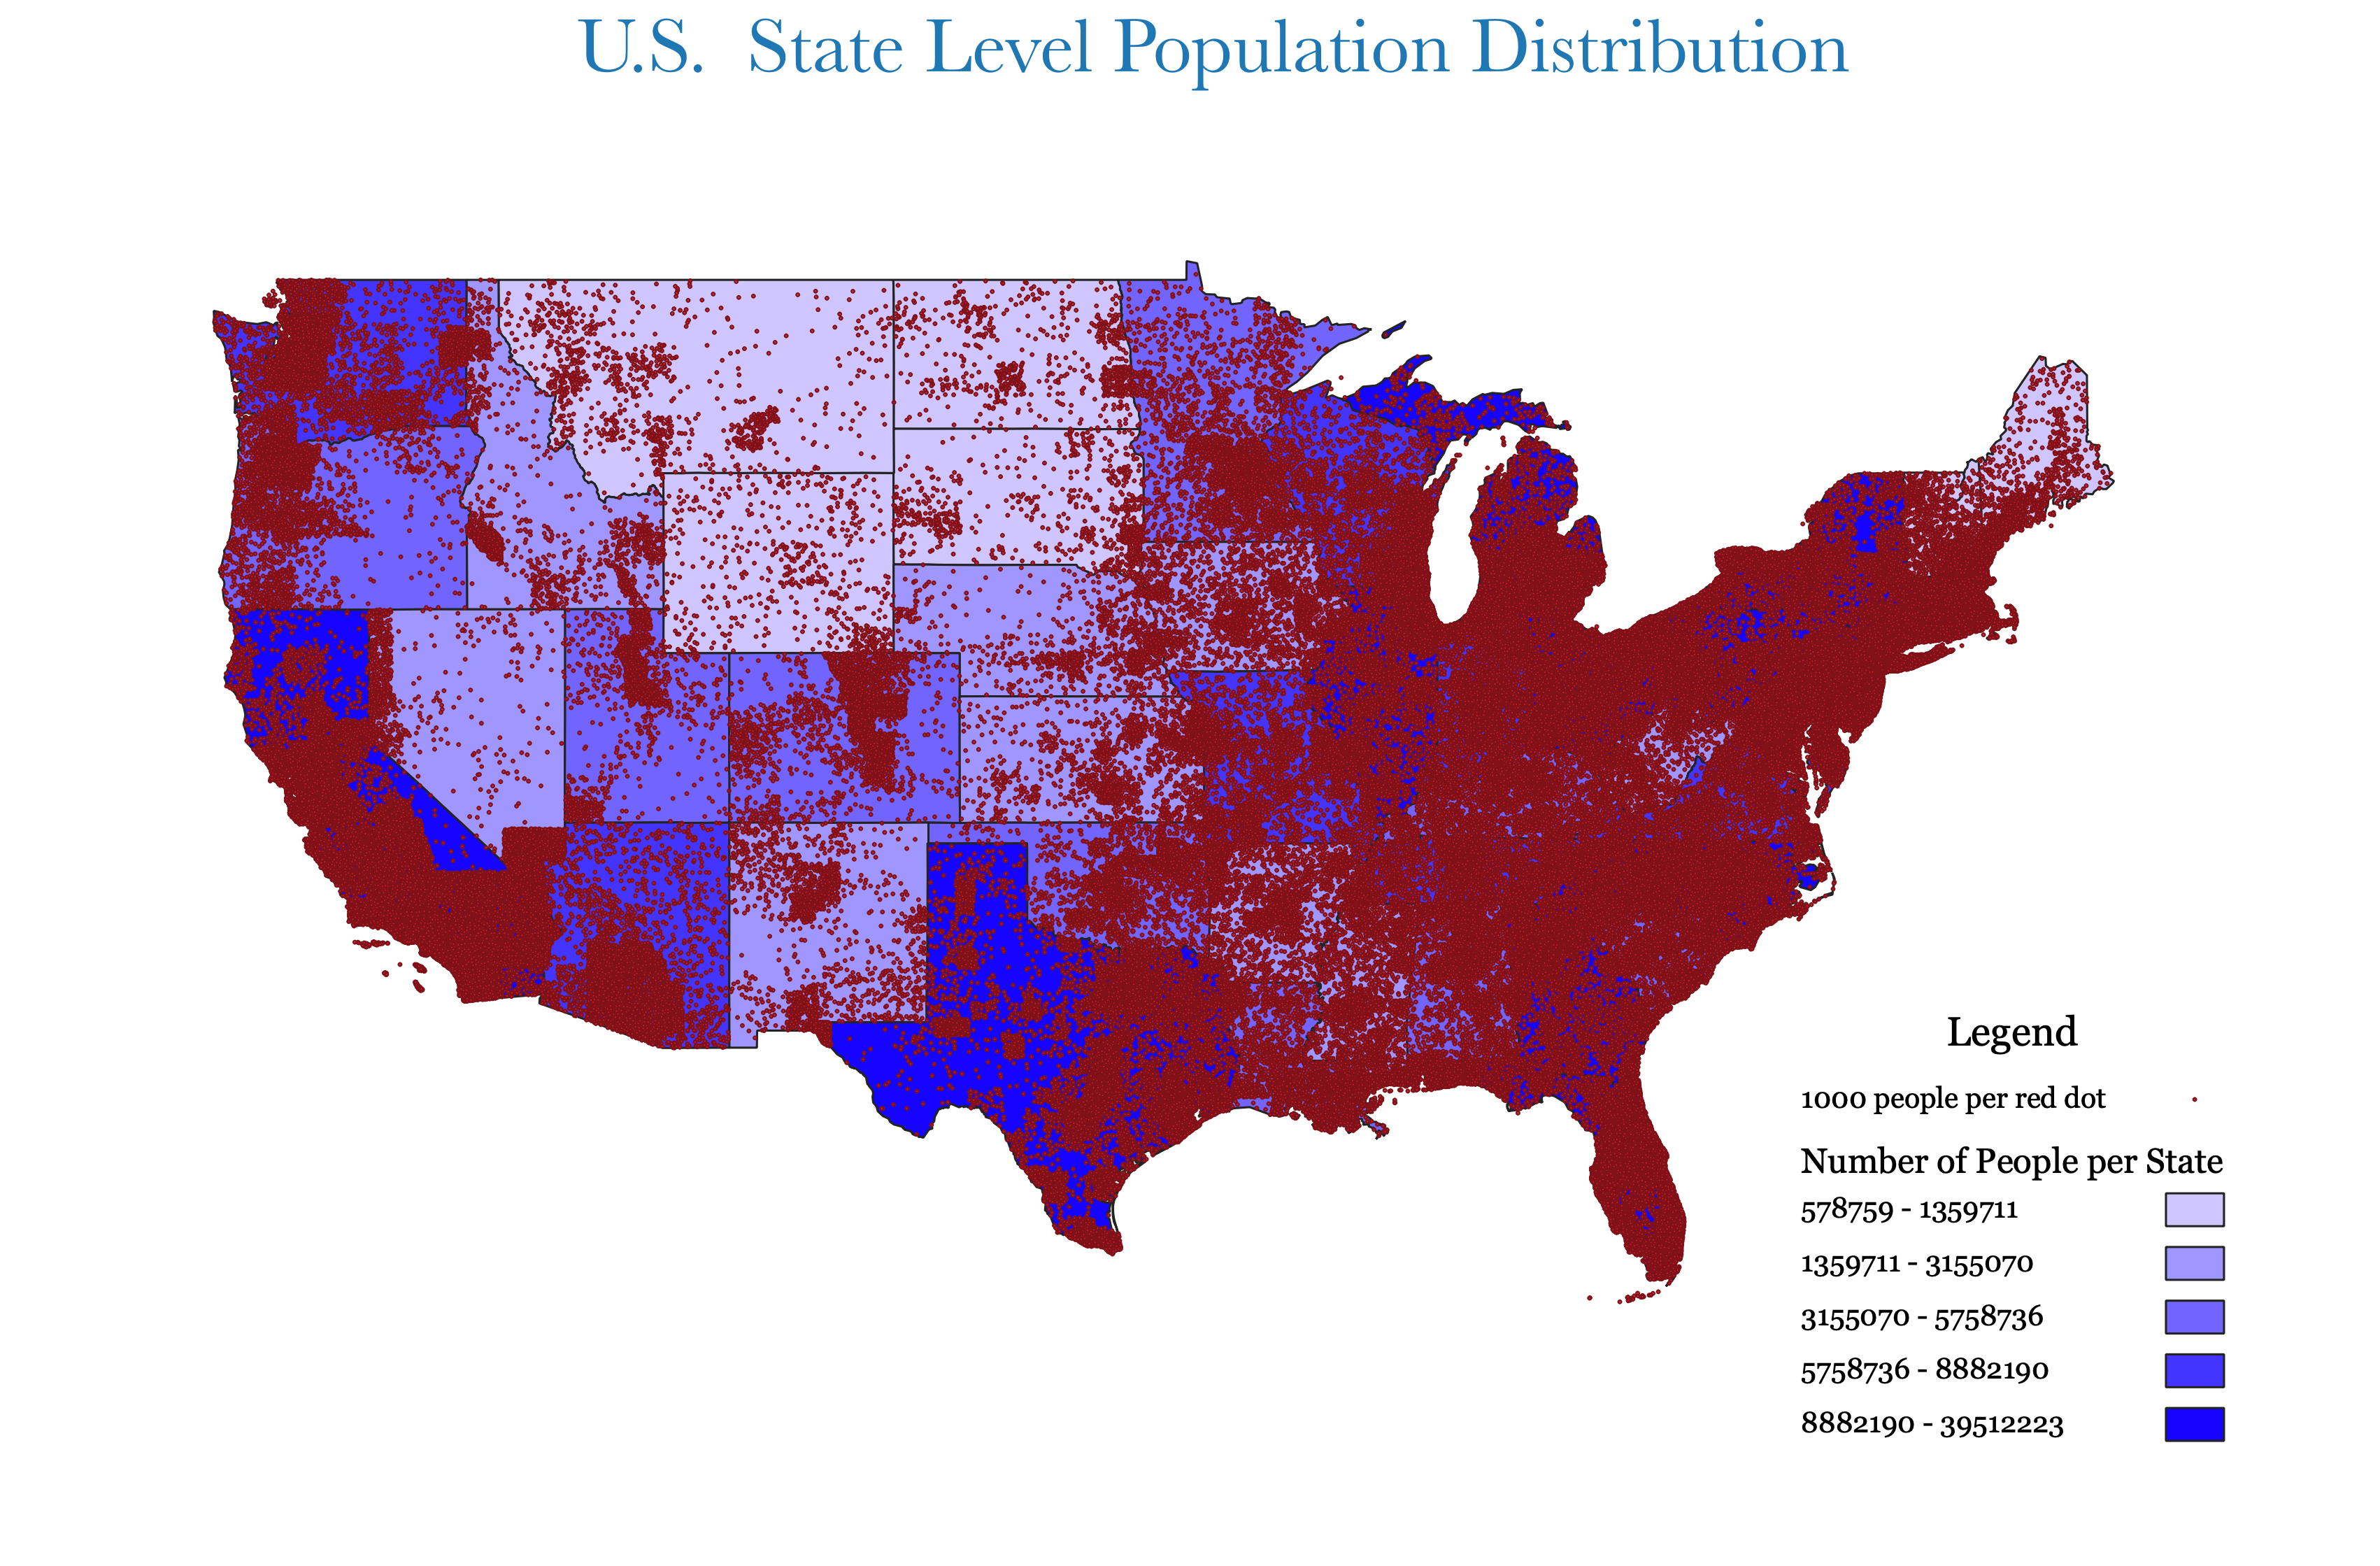 U.S. State Level Population Distribution
Legend
1000 people per red dot
Number of People per State
578759 - 1359711
1359711 - 3155070
3155070 - 5758736
5758736 - 8882190
8882190 - 39512223